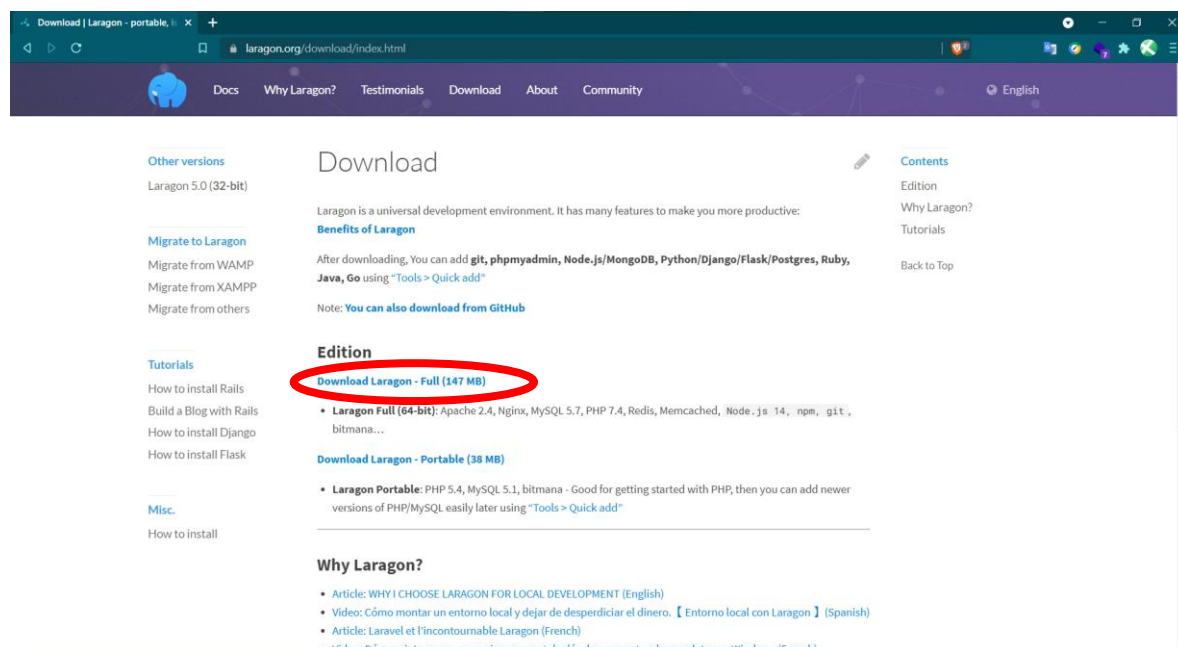 Download | Laragon - portable, i
laragon.org/download/index.html
Docs Why Laragon? Testimonials Download About Community English
Other versions
Laragon 5.0 (32-bit)
Migrate to Laragon
Migrate from WAMP
Migrate from XAMPP
Migrate from others
Tutorials
How to install Rails
Build a Blog with Rails
How to install Django
How to install Flask
Misc.
How to install
Download
Laragon is a universal development environment. It has many features to make you more productive:
Benefits of Laragon
After downloading, You can add git, phpmyadmin, Node.js/MongoDB, Python/Django/Flask/Postgres, Ruby,
Java, Go using “Tools > Quick add”
Note: You can also download from GitHub
Edition
Download Laragon - Full (147 MB)
• Laragon Full (64-bit): Apache 2.4, Nginx, MySQL 5.7, PHP 7.4, Redis, Memcached, Node.js 14, npm, git,
bitmana…
Download Laragon - Portable (38 MB)
• Laragon Portable: PHP 5.4, MySQL 5.1, bitmana - Good for getting started with PHP, then you can add newer
versions of PHP/MySQL easily later using “Tools > Quick add”
Why Laragon?
• Article: WHY I CHOOSE LARAGON FOR LOCAL DEVELOPMENT (English)
• Video: Cómo montar un entorno local y dejar de desperdiciar el dinero.【 Entorno local con Laragon 】(Spanish)
• Article: Laravel et l’incontournable Laragon (French)
Contents
Edition
Why Laragon?
Tutorials
Back to Top